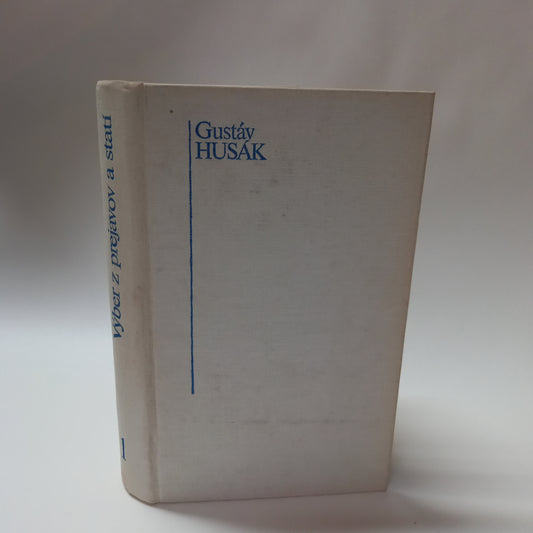 Gustáv
HUSÁK
Výber z prejavov a statí
1